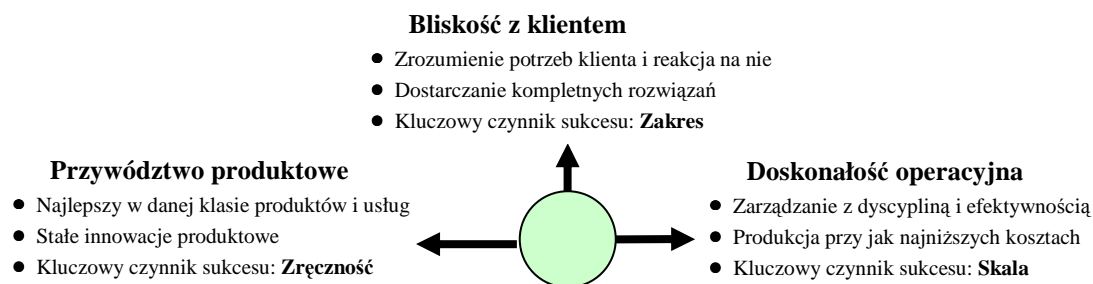 Bliskość z klientem
● Zrozumienie potrzeb klienta i reakcja na nie
● Dostarczanie kompletnych rozwiązań
● Kluczowy czynnik sukcesu: Zakres
Przywództwo produktowe
● Najlepszy w danej klasie produktów i usług
● Stałe innowacje produktowe
● Kluczowy czynnik sukcesu: Zręczność
Doskonałość operacyjna
● Zarządzanie z dyscypliną i efektywnością
● Produkcja przy jak najniższych kosztach
● Kluczowy czynnik sukcesu: Skala